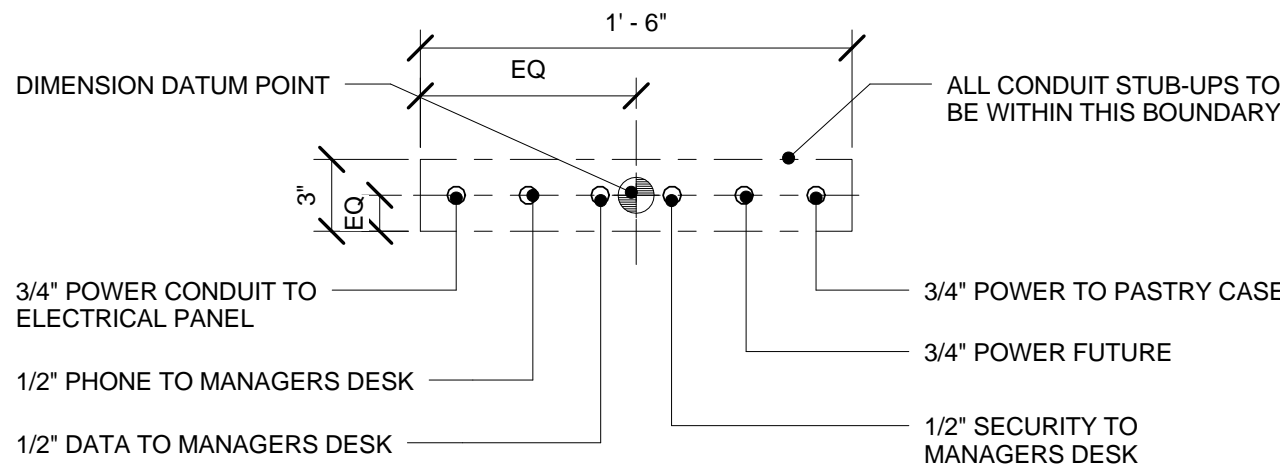 1' - 6"
EQ
DIMENSION DATUM POINT
ALL CONDUIT STUB-UPS TO
BE WITHIN THIS BOUNDARY
3"
EQ
3/4" POWER CONDUIT TO
ELECTRICAL PANEL
3/4" POWER TO PASTRY CASE
3/4" POWER FUTURE
1/2" PHONE TO MANAGERS DESK
1/2" DATA TO MANAGERS DESK
1/2" SECURITY TO
MANAGERS DESK